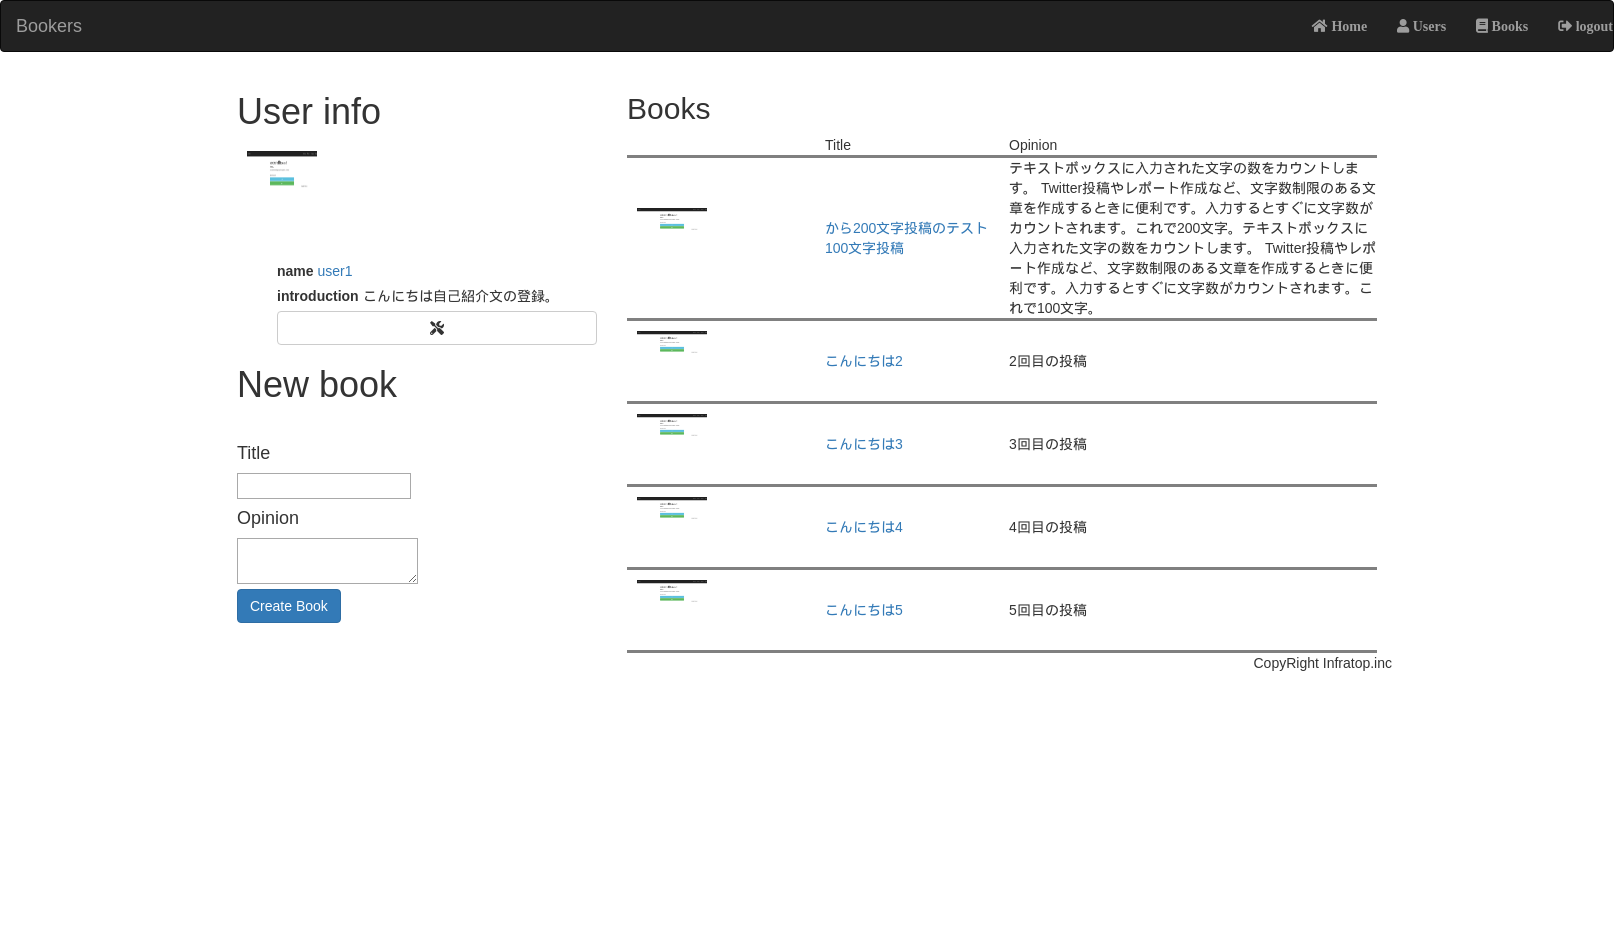 Bookers
Home
Users
Books
logout
User info
name user1
introduction こんにちは自己紹介文の登録。
New book
Title
Opinion
Create Book
Books
Title
Opinion
から200文字投稿のテスト
100文字投稿
テキストボックスに入力された文字の数をカウントしま
す。 Twitter投稿やレポート作成など、文字数制限のある文
章を作成するときに便利です。入力するとすぐに文字数が
カウントされます。これで200文字。テキストボックスに
入力された文字の数をカウントします。 Twitter投稿やレポ
ート作成など、文字数制限のある文章を作成するときに便
利です。入力するとすぐに文字数がカウントされます。こ
れで100文字。
こんにちは2
2回目の投稿
こんにちは3
3回目の投稿
こんにちは4
4回目の投稿
こんにちは5
5回目の投稿
CopyRight Infratop.inc